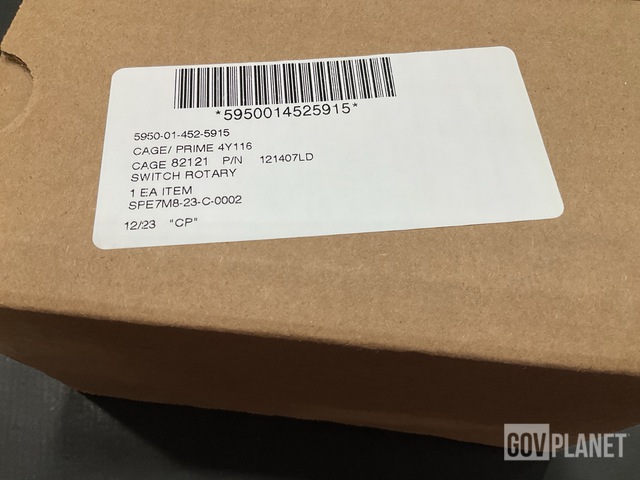 *5950014525915*
5950-01-452-5915
CAGE/ PRIME 4Y116
CAGE 82121 P/N 121407LD
SWITCH ROTARY
1 EA ITEM
SPE7M8-23-C-0002
12/23 "CP"
GOVPLANET